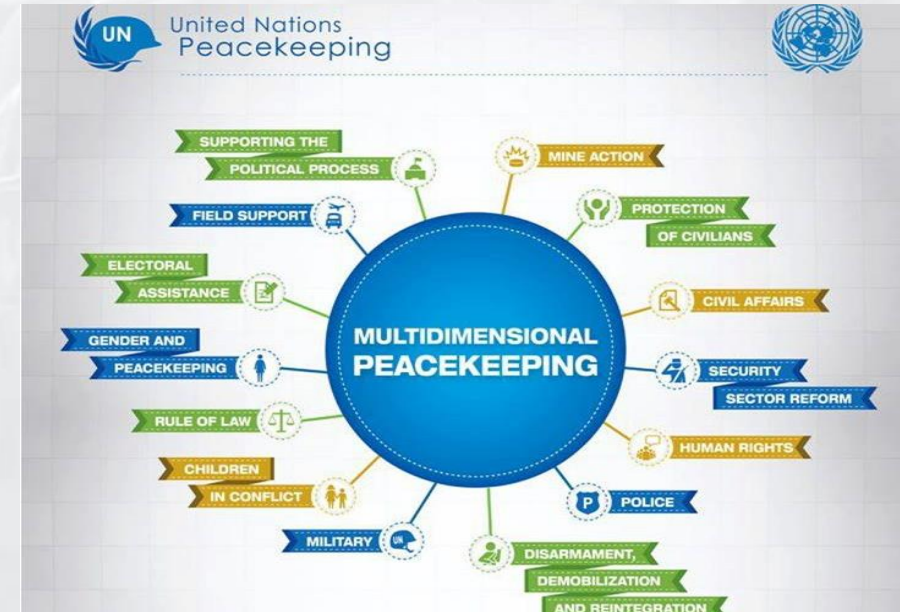 UN
United Nations
Peacekeeping
SUPPORTING THE
POLITICAL PROCESS
MINE ACTION
FIELD SUPPORT
PROTECTION
OF CIVILIANS
ELECTORAL
ASSISTANCE
CIVIL AFFAIRS
GENDER AND
PEACEKEEPING
MULTIDIMENSIONAL
PEACEKEEPING
SECURITY
SECTOR REFORM
RULE OF LAW
HUMAN RIGHTS
CHILDREN
IN CONFLICT
P
POLICE
MILITARY
UN
DISARMAMENT,
DEMOBILIZATION
AND REINTEGRATION